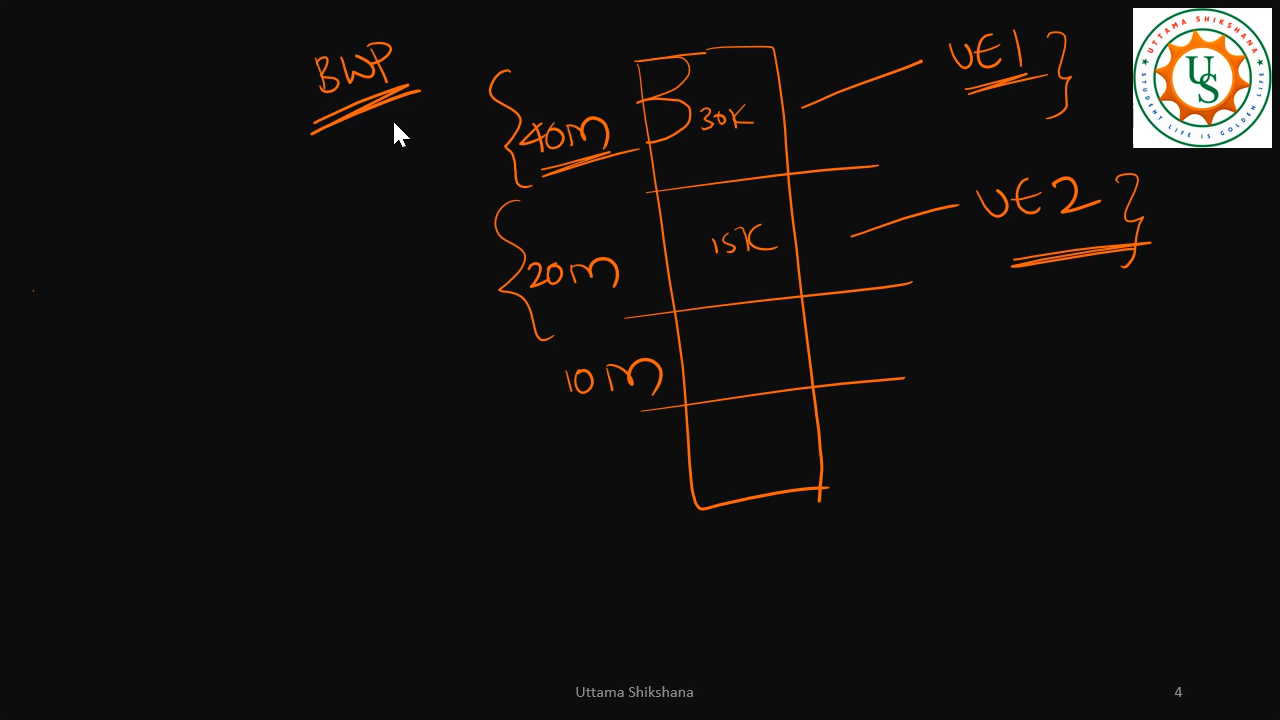 BWP
40m
30K
UE1
20m
15K
UE2
10m
UTTAMA SHIKSHANA
US
STUDENT LIFE IS GOLDEN LIFE
Uttama Shikshana
4